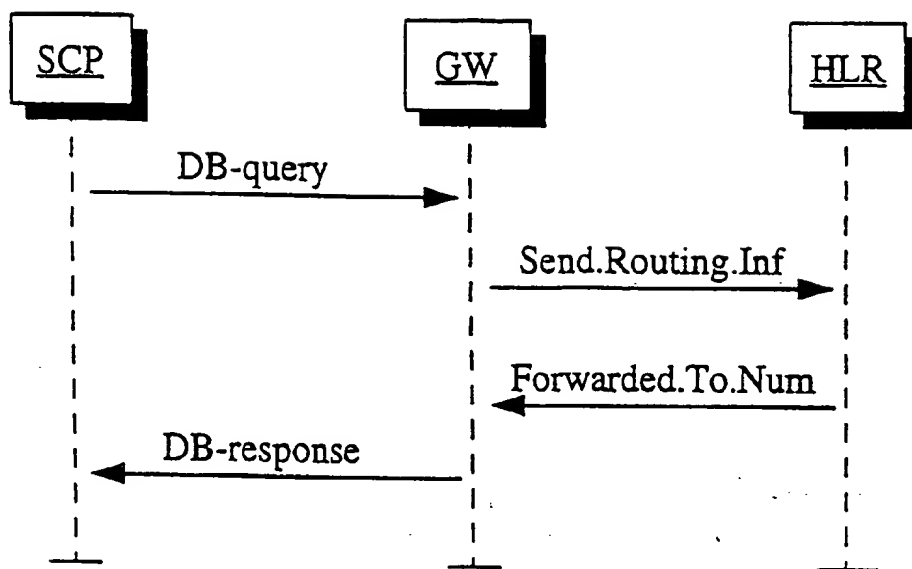 SCP
GW
HLR
DB-query
Send.Routing.Inf
Forwarded.To.Num
DB-response